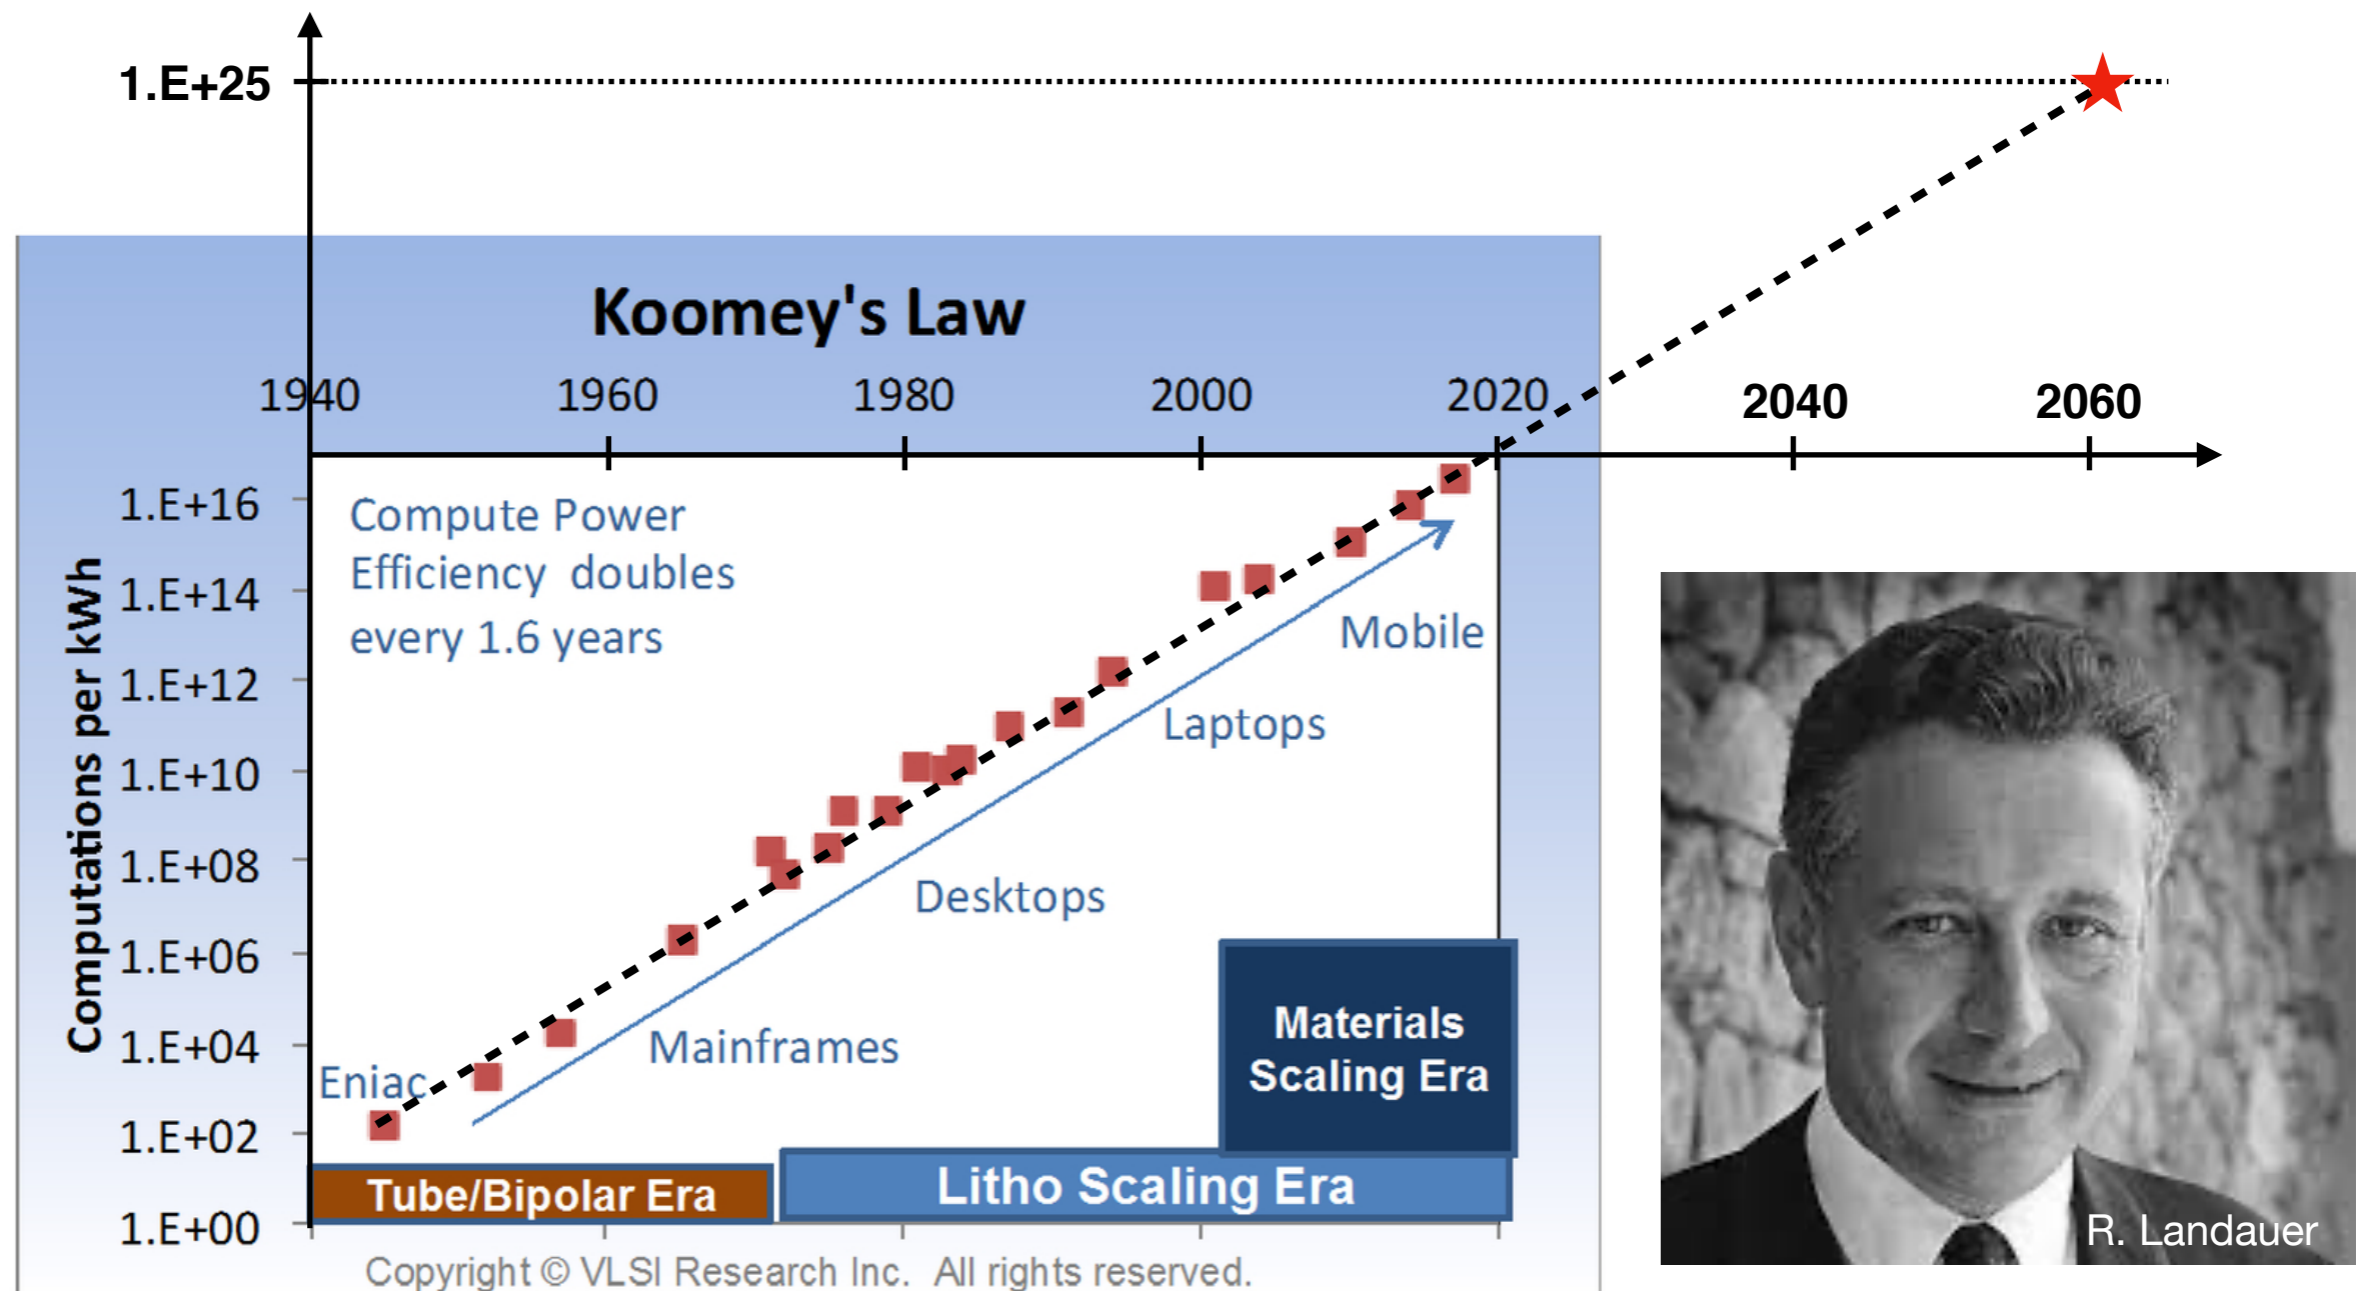 1.E+25
Koomey's Law
1940 1960 1980 2000 2020 2040 2060
Computations per kWh
1.E+16
1.E+14
1.E+12
1.E+10
1.E+08
1.E+06
1.E+04
1.E+02
1.E+00
Compute Power
Efficiency doubles
every 1.6 years
Mobile
Laptops
Desktops
Mainframes
Eniac
Materials
Scaling Era
Tube/Bipolar Era
Litho Scaling Era
Copyright © VLSI Research Inc. All rights reserved.
R. Landauer